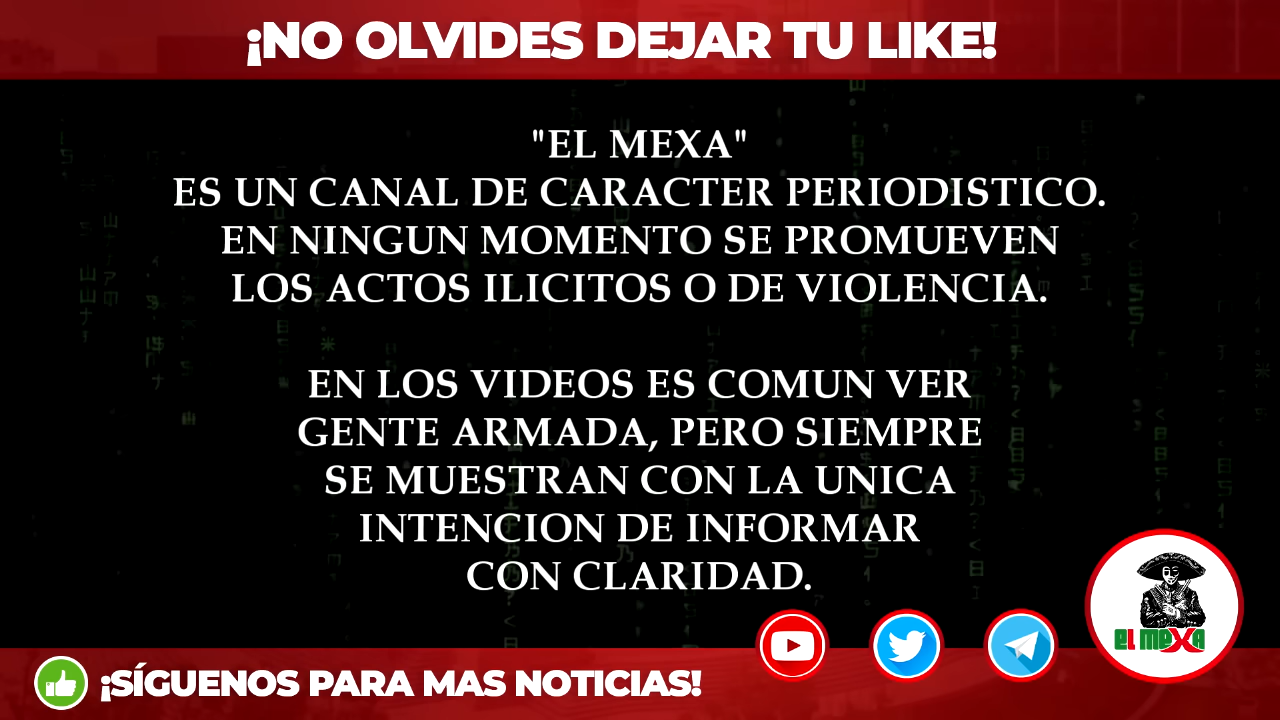 ¡NO OLVIDES DEJAR TU LIKE!
"EL MEXA"
ES UN CANAL DE CARACTER PERIODISTICO.
EN NINGUN MOMENTO SE PROMUEVEN
LOS ACTOS ILICITOS O DE VIOLENCIA.
EN LOS VIDEOS ES COMUN VER
GENTE ARMADA, PERO SIEMPRE
SE MUESTRAN CON LA UNICA
INTENCION DE INFORMAR
CON CLARIDAD.
EL MEXA
¡SÍGUENOS PARA MAS NOTICIAS!